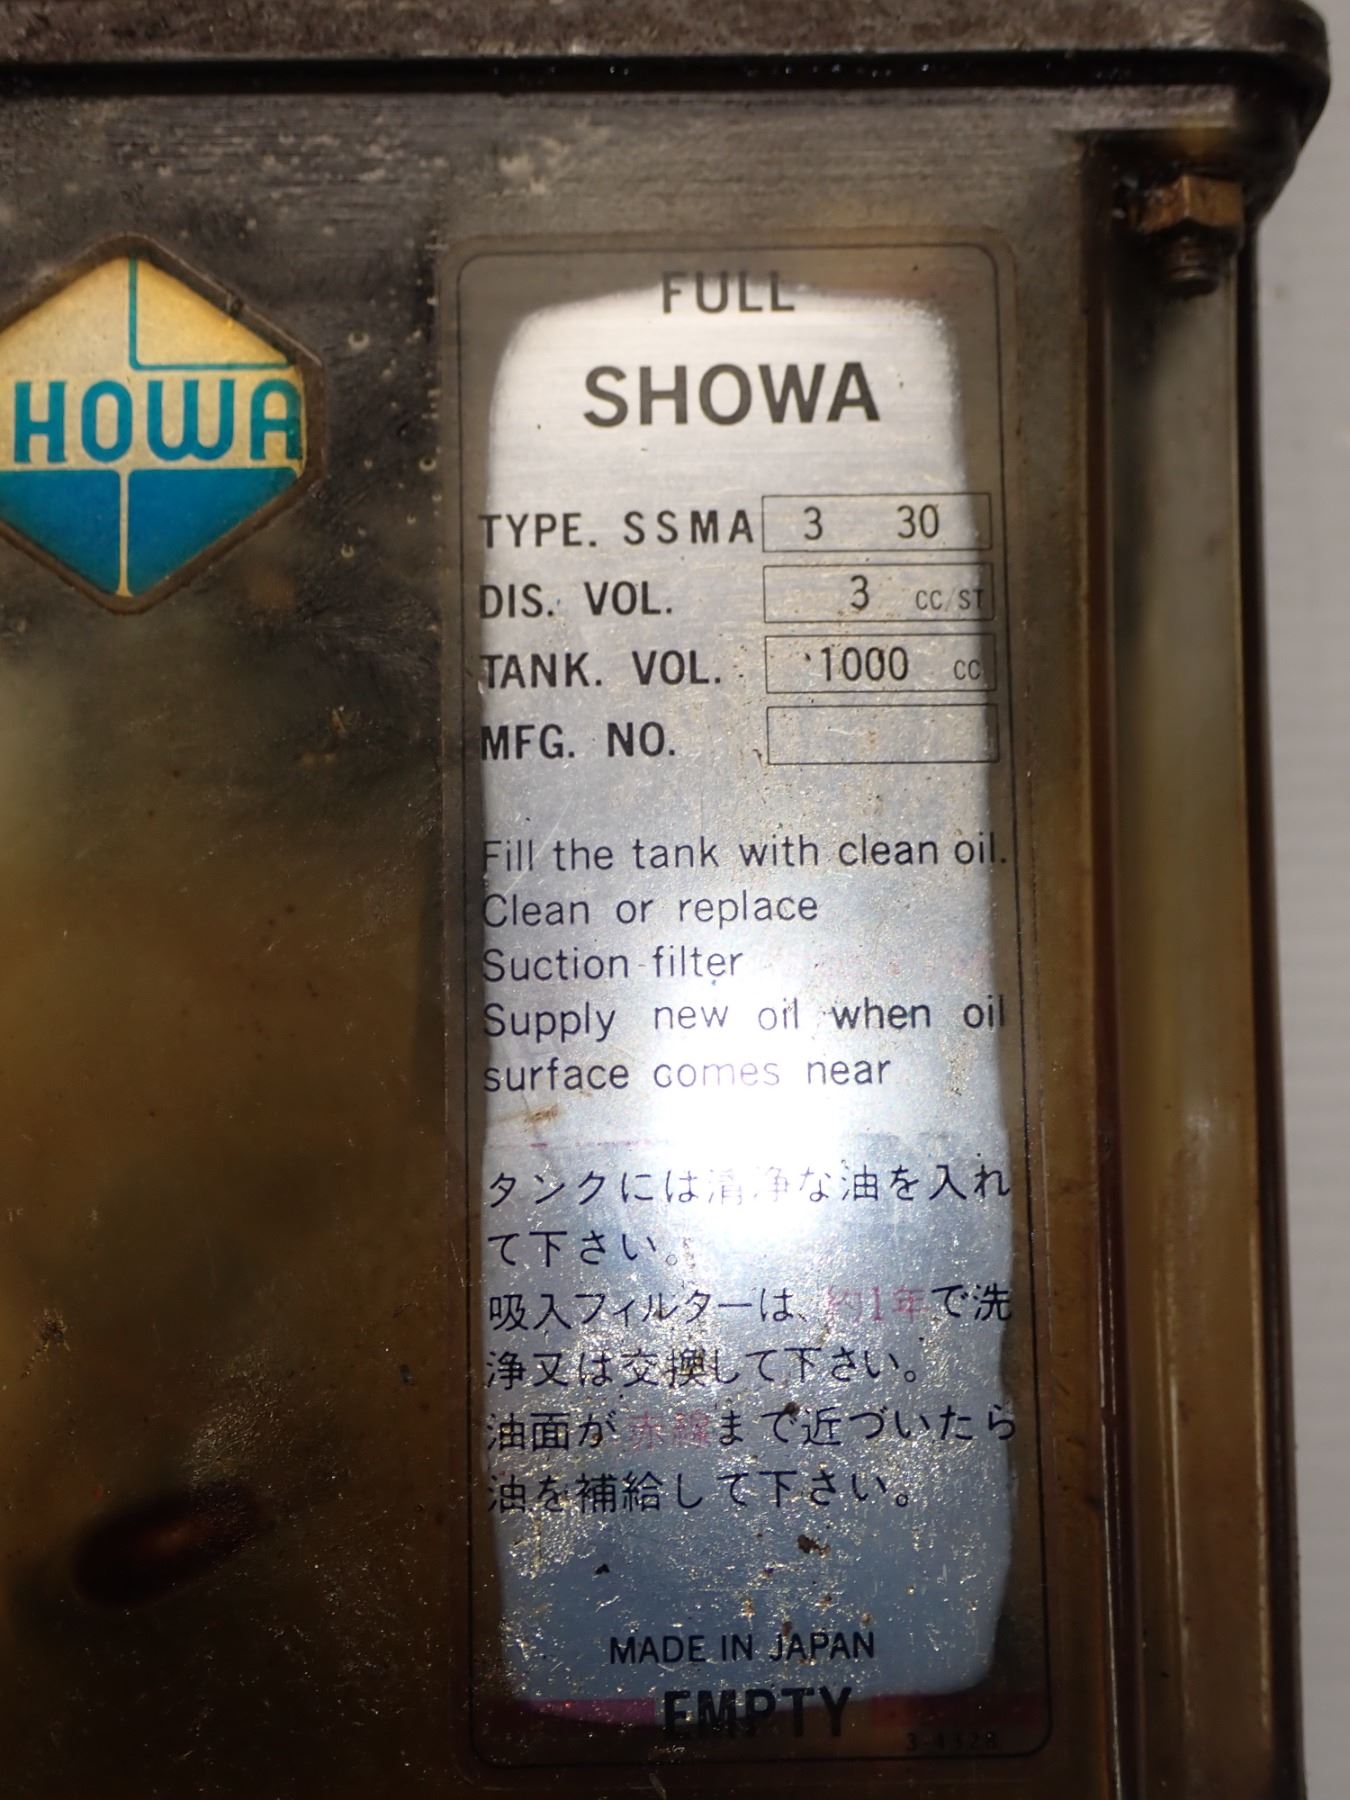 HOWA
FULL
SHOWA
TYPE. SSMA 3 30
DIS. VOL. 3 CC/ST
TANK. VOL. 1000 CC
MFG. NO.
Fill the tank with clean oil.
Clean or replace
Suction filter
Supply new oil when oil
surface comes near
タンクには清浄な油を入れ
て下さい。
吸入フィルターは、約1年で洗
浄又は交換して下さい。
油面が赤線まで近づいたら
油を補給して下さい。
MADE IN JAPAN
EMPTY